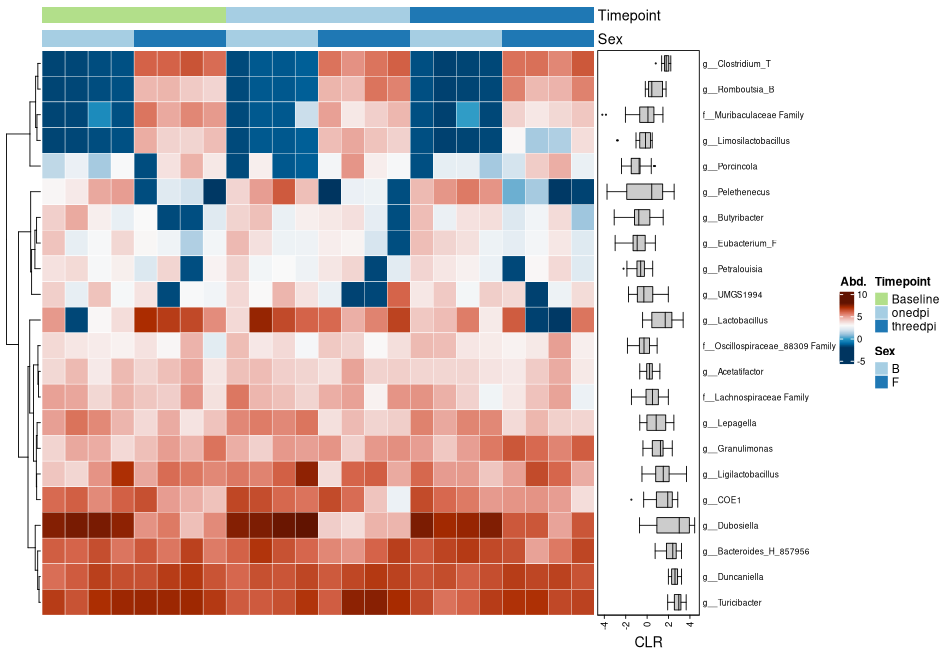 Timepoint
Sex
g__Clostridium_T
g__Romboutsia_B
f__Muribaculaceae Family
g__Limosilactobacillus
g__Porcincola
g__Pelethenecus
g__Butyribacter
g__Eubacterium_F
g__Petralouisia
g__UMGS1994
g__Lactobacillus
f__Oscillospiraceae_88309 Family
g__Acetatifactor
f__Lachnospiraceae Family
g__Lepagella
g__Granulimonas
g__Ligilactobacillus
g__COE1
g__Dubosiella
g__Bacteroides_H_857956
g__Duncaniella
g__Turicibacter
-4 -2 0 2 4
CLR
Abd.
10
5
0
-5
Timepoint
Baseline
onedpi
threedpi
Sex
B
F